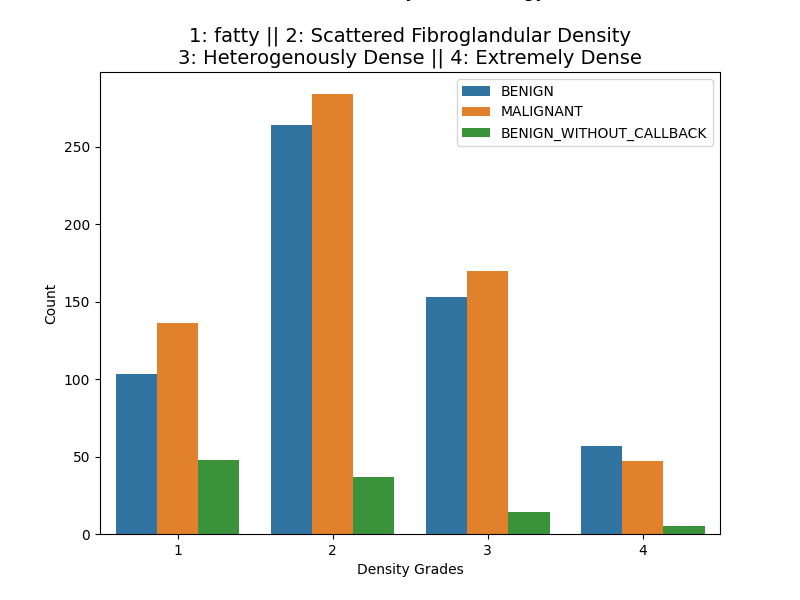 1: fatty || 2: Scattered Fibroglandular Density
3: Heterogenously Dense || 4: Extremely Dense
BENIGN
MALIGNANT
BENIGN_WITHOUT_CALLBACK
250
200
150
100
50
0
Count
1 2 3 4
Density Grades